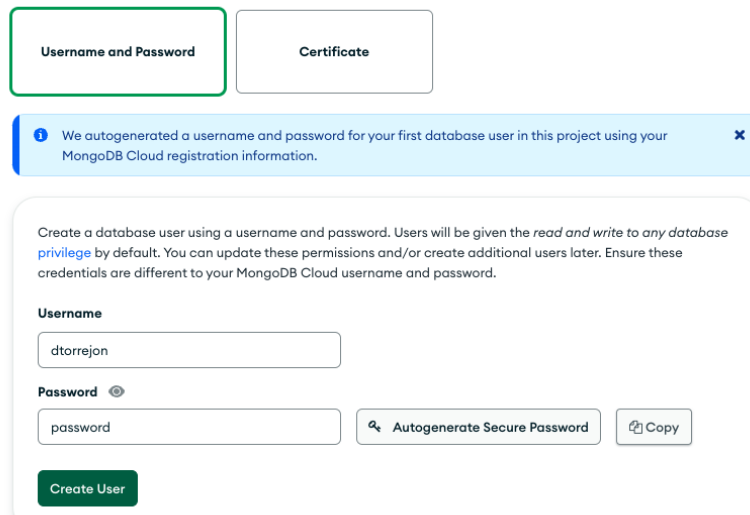 Username and Password
Certificate
We autogenerated a username and password for your first database user in this project using your
MongoDB Cloud registration information.
Create a database user using a username and password. Users will be given the read and write to any database
privilege by default. You can update these permissions and/or create additional users later. Ensure these
credentials are different to your MongoDB Cloud username and password.
Username
dtorrejon
Password
password
Autogenerate Secure Password
Copy
Create User